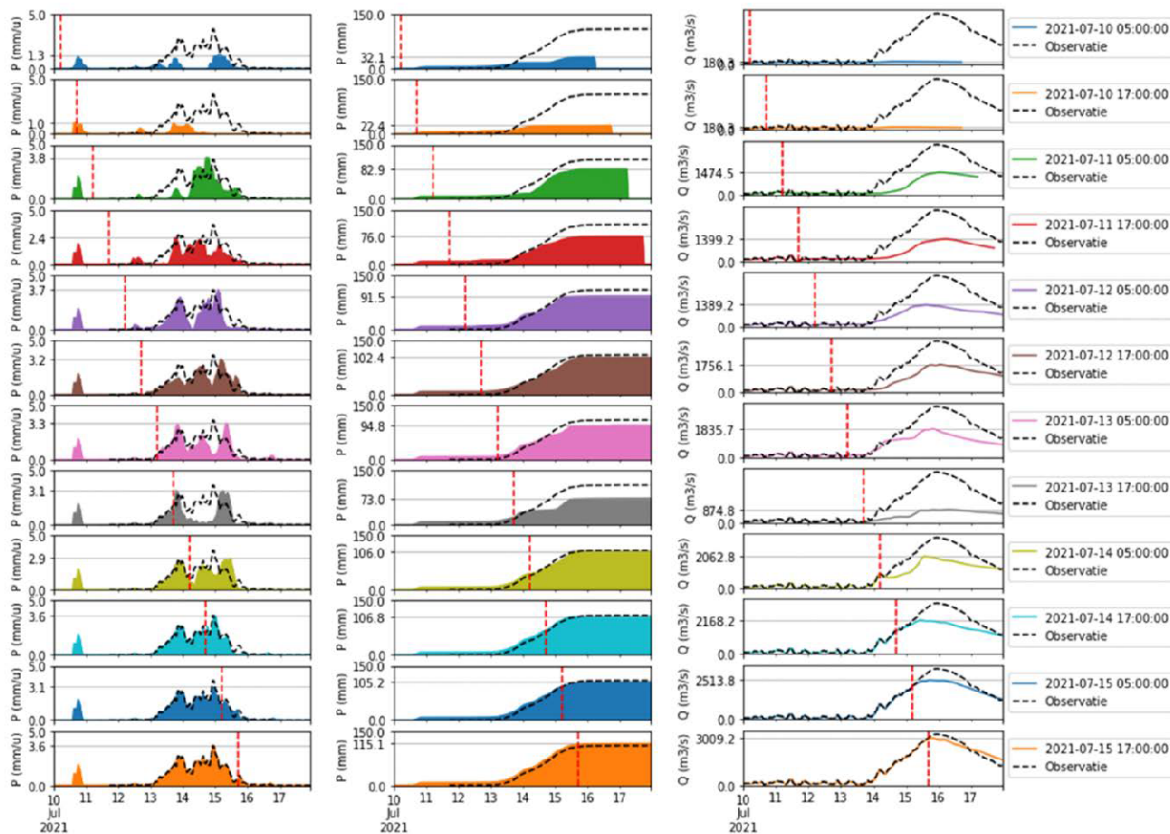 P (mm/u) 5.0 1.3 0.0 P (mm) 150.0 32.1 0.0 Q (m3/s) 180.3 0.0 2021-07-10 05:00:00
Observatie
P (mm/u) 5.0 1.0 0.0 P (mm) 150.0 22.4 0.0 Q (m3/s) 180.3 0.0 2021-07-10 17:00:00
Observatie
P (mm/u) 5.0 3.8 0.0 P (mm) 150.0 82.9 0.0 Q (m3/s) 1474.5 0.0 2021-07-11 05:00:00
Observatie
P (mm/u) 5.0 2.4 0.0 P (mm) 150.0 76.0 0.0 Q (m3/s) 1399.2 0.0 2021-07-11 17:00:00
Observatie
P (mm/u) 5.0 3.7 0.0 P (mm) 150.0 91.5 0.0 Q (m3/s) 1389.2 0.0 2021-07-12 05:00:00
Observatie
P (mm/u) 5.0 3.2 0.0 P (mm) 150.0 102.4 0.0 Q (m3/s) 1756.1 0.0 2021-07-12 17:00:00
Observatie
P (mm/u) 5.0 3.3 0.0 P (mm) 150.0 94.8 0.0 Q (m3/s) 1835.7 0.0 2021-07-13 05:00:00
Observatie
P (mm/u) 5.0 3.1 0.0 P (mm) 150.0 73.0 0.0 Q (m3/s) 874.8 0.0 2021-07-13 17:00:00
Observatie
P (mm/u) 5.0 2.9 0.0 P (mm) 150.0 106.0 0.0 Q (m3/s) 2062.8 0.0 2021-07-14 05:00:00
Observatie
P (mm/u) 5.0 3.6 0.0 P (mm) 150.0 106.8 0.0 Q (m3/s) 2168.2 0.0 2021-07-14 17:00:00
Observatie
P (mm/u) 5.0 3.1 0.0 P (mm) 150.0 105.2 0.0 Q (m3/s) 2513.8 0.0 2021-07-15 05:00:00
Observatie
P (mm/u) 5.0 3.6 0.0 P (mm) 150.0 115.1 0.0 Q (m3/s) 3009.2 0.0 2021-07-15 17:00:00
Observatie
10 11 12 13 14 15 16 17 10 11 12 13 14 15 16 17 10 11 12 13 14 15 16 17
Jul Jul Jul
2021 2021 2021